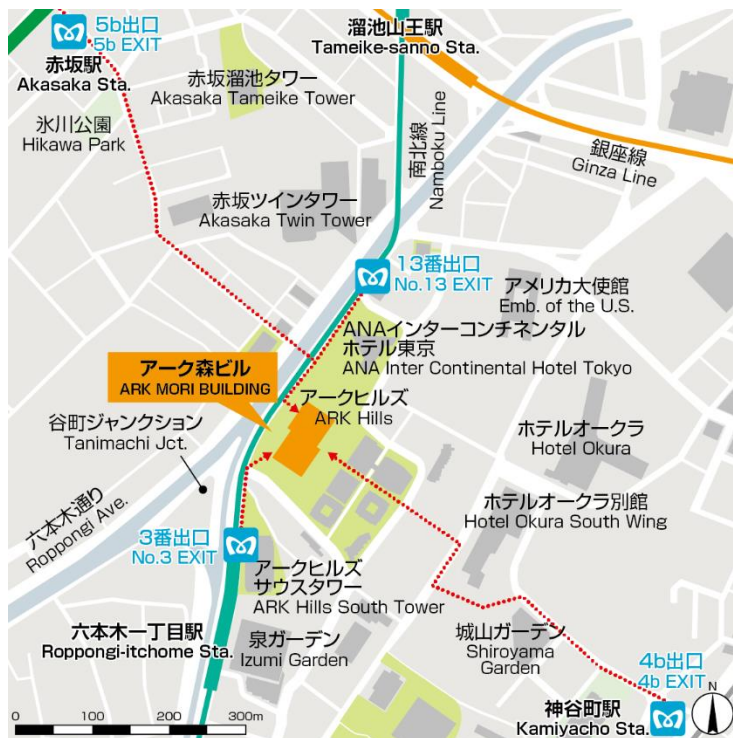 5b出口
5b EXIT
赤坂駅
Akasaka Sta.
溜池山王駅
Tameike-sanno Sta.
赤坂溜池タワー
Akasaka Tameike Tower
氷川公園
Hikawa Park
南北線
Namboku Line
銀座線
Ginza Line
赤坂ツインタワー
Akasaka Twin Tower
13番出口
No.13 EXIT
アメリカ大使館
Emb. of the U.S.
ANAインターコンチネンタル
ホテル東京
ANA Inter Continental Hotel Tokyo
アーク森ビル
ARK MORI BUILDING
アークヒルズ
ARK Hills
谷町ジャンクション
Tanimachi Jct.
ホテルオークラ
Hotel Okura
六本木通り
Roppongi Ave.
ホテルオークラ別館
Hotel Okura South Wing
3番出口
No.3 EXIT
アークヒルズ
サウスタワー
ARK Hills South Tower
六本木一丁目駅
Roppongi-itchome Sta.
泉ガーデン
Izumi Garden
城山ガーデン
Shiroyama
Garden
4b出口
4b EXIT
N
神谷町駅
Kamiyacho Sta.
0 100 200 300m